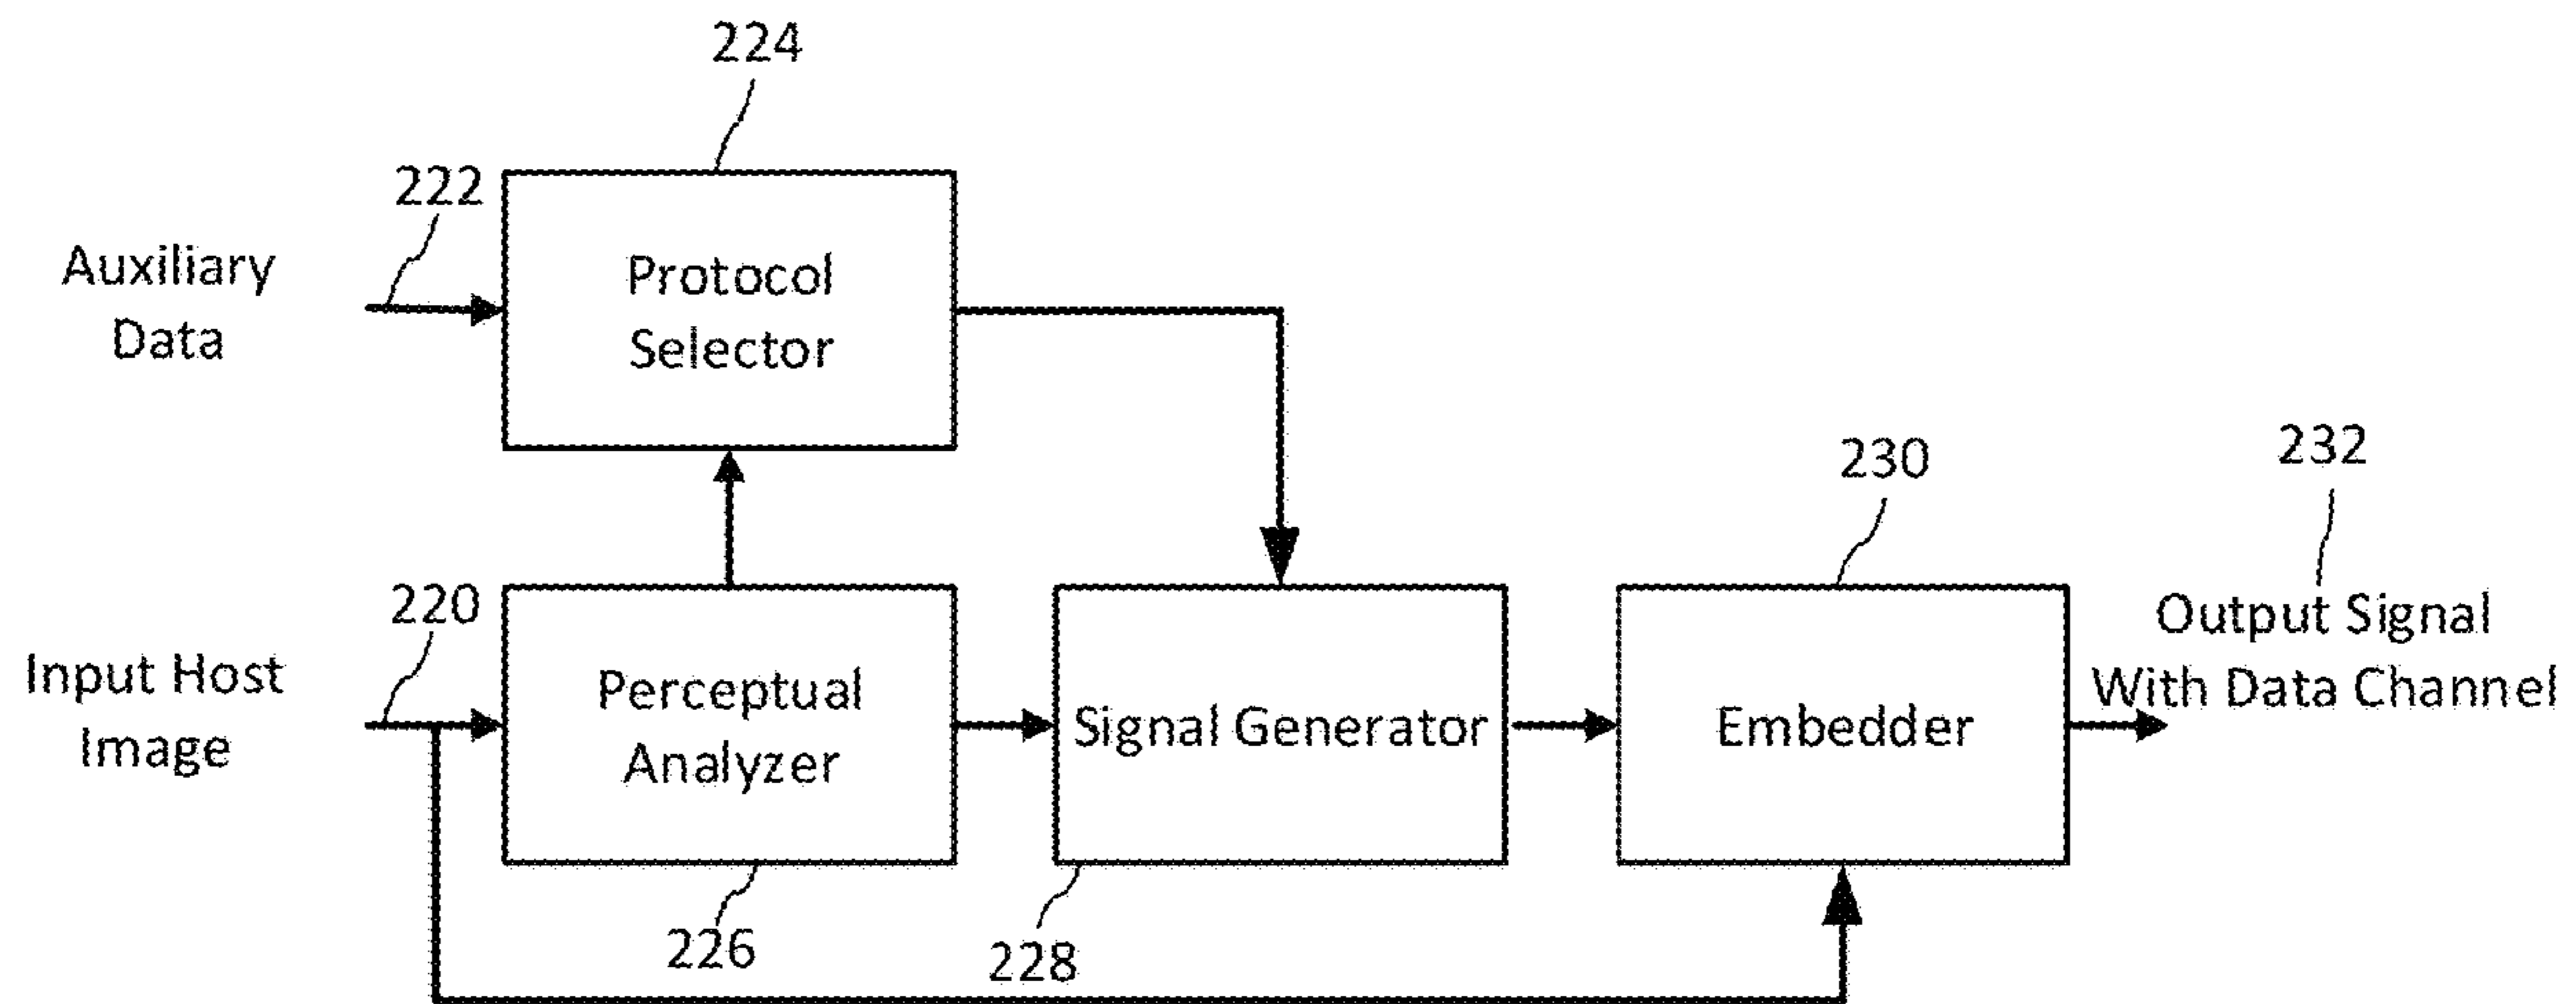 224
222
Auxiliary
Data
Protocol
Selector
230
232
220
Input Host
Image
Perceptual
Analyzer
Signal Generator
Embedder
Output Signal
With Data Channel
226
228